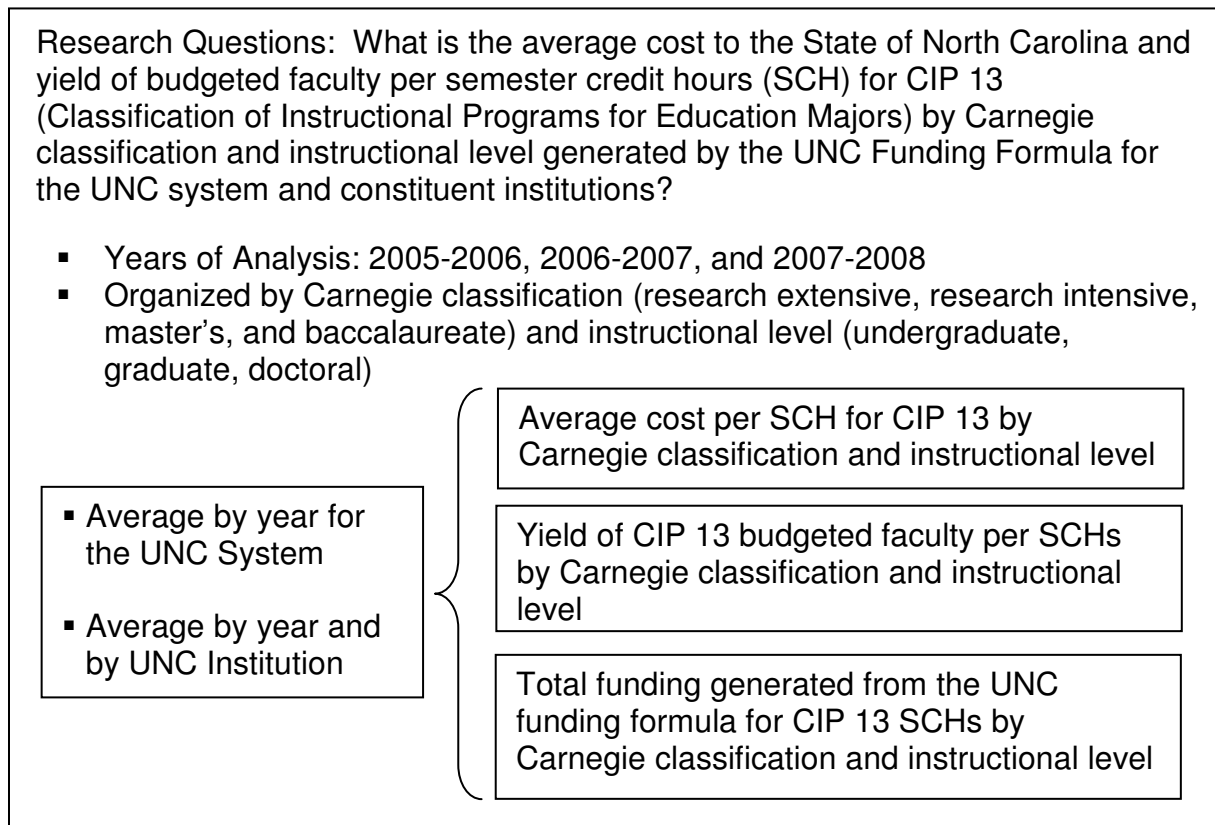 Research Questions:  What is the average cost to the State of North Carolina and
yield of budgeted faculty per semester credit hours (SCH) for CIP 13
(Classification of Instructional Programs for Education Majors) by Carnegie
classification and instructional level generated by the UNC Funding Formula for
the UNC system and constituent institutions?
▪ Years of Analysis: 2005-2006, 2006-2007, and 2007-2008
▪ Organized by Carnegie classification (research extensive, research intensive,
master’s, and baccalaureate) and instructional level (undergraduate,
graduate, doctoral)
▪ Average by year for
the UNC System
▪ Average by year and
by UNC Institution
Average cost per SCH for CIP 13 by
Carnegie classification and instructional level
Yield of CIP 13 budgeted faculty per SCHs
by Carnegie classification and instructional
level
Total funding generated from the UNC
funding formula for CIP 13 SCHs by
Carnegie classification and instructional level